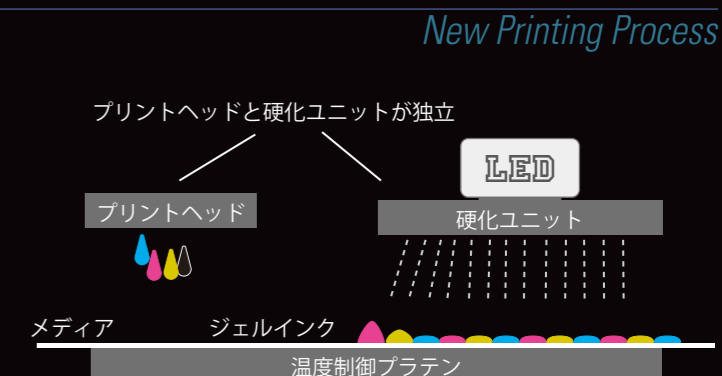 New Printing Process
プリントヘッドと硬化ユニットが独立
LED
プリントヘッド
硬化ユニット
メディア
ジェルインク
温度制御プラテン